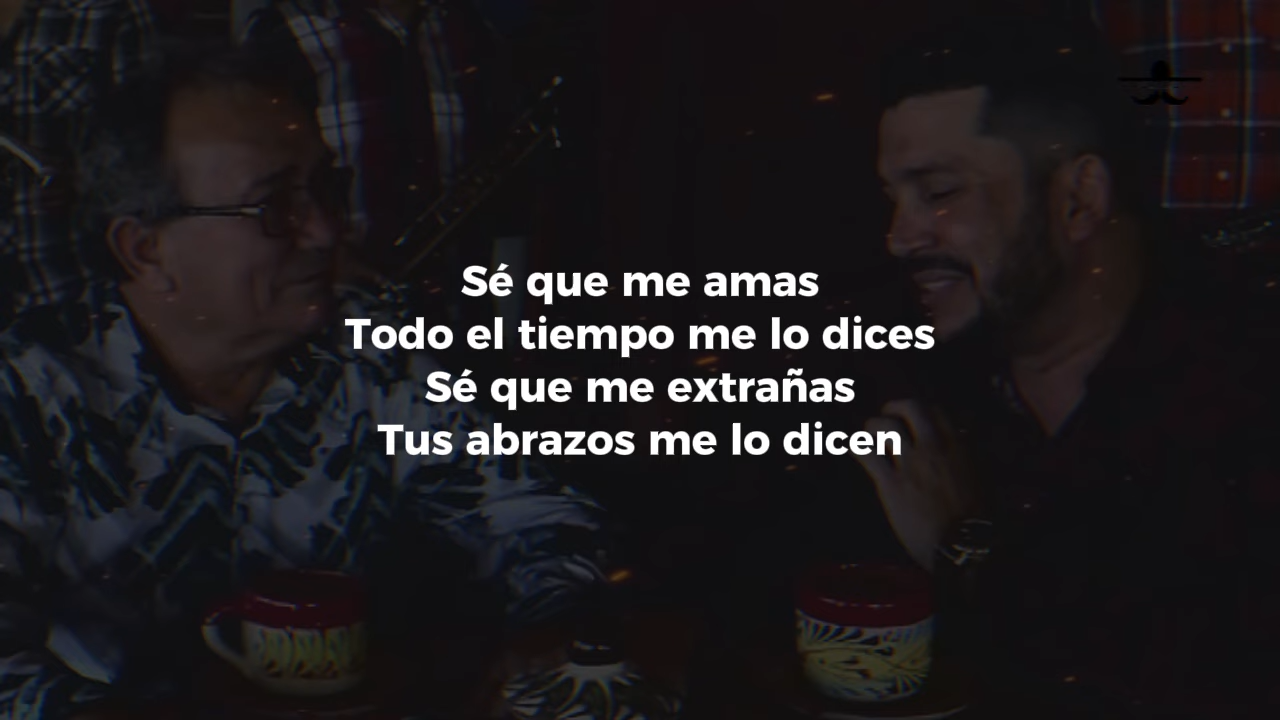 Sé que me amas
Todo el tiempo me lo dices
Sé que me extrañas
Tus abrazos me lo dicen